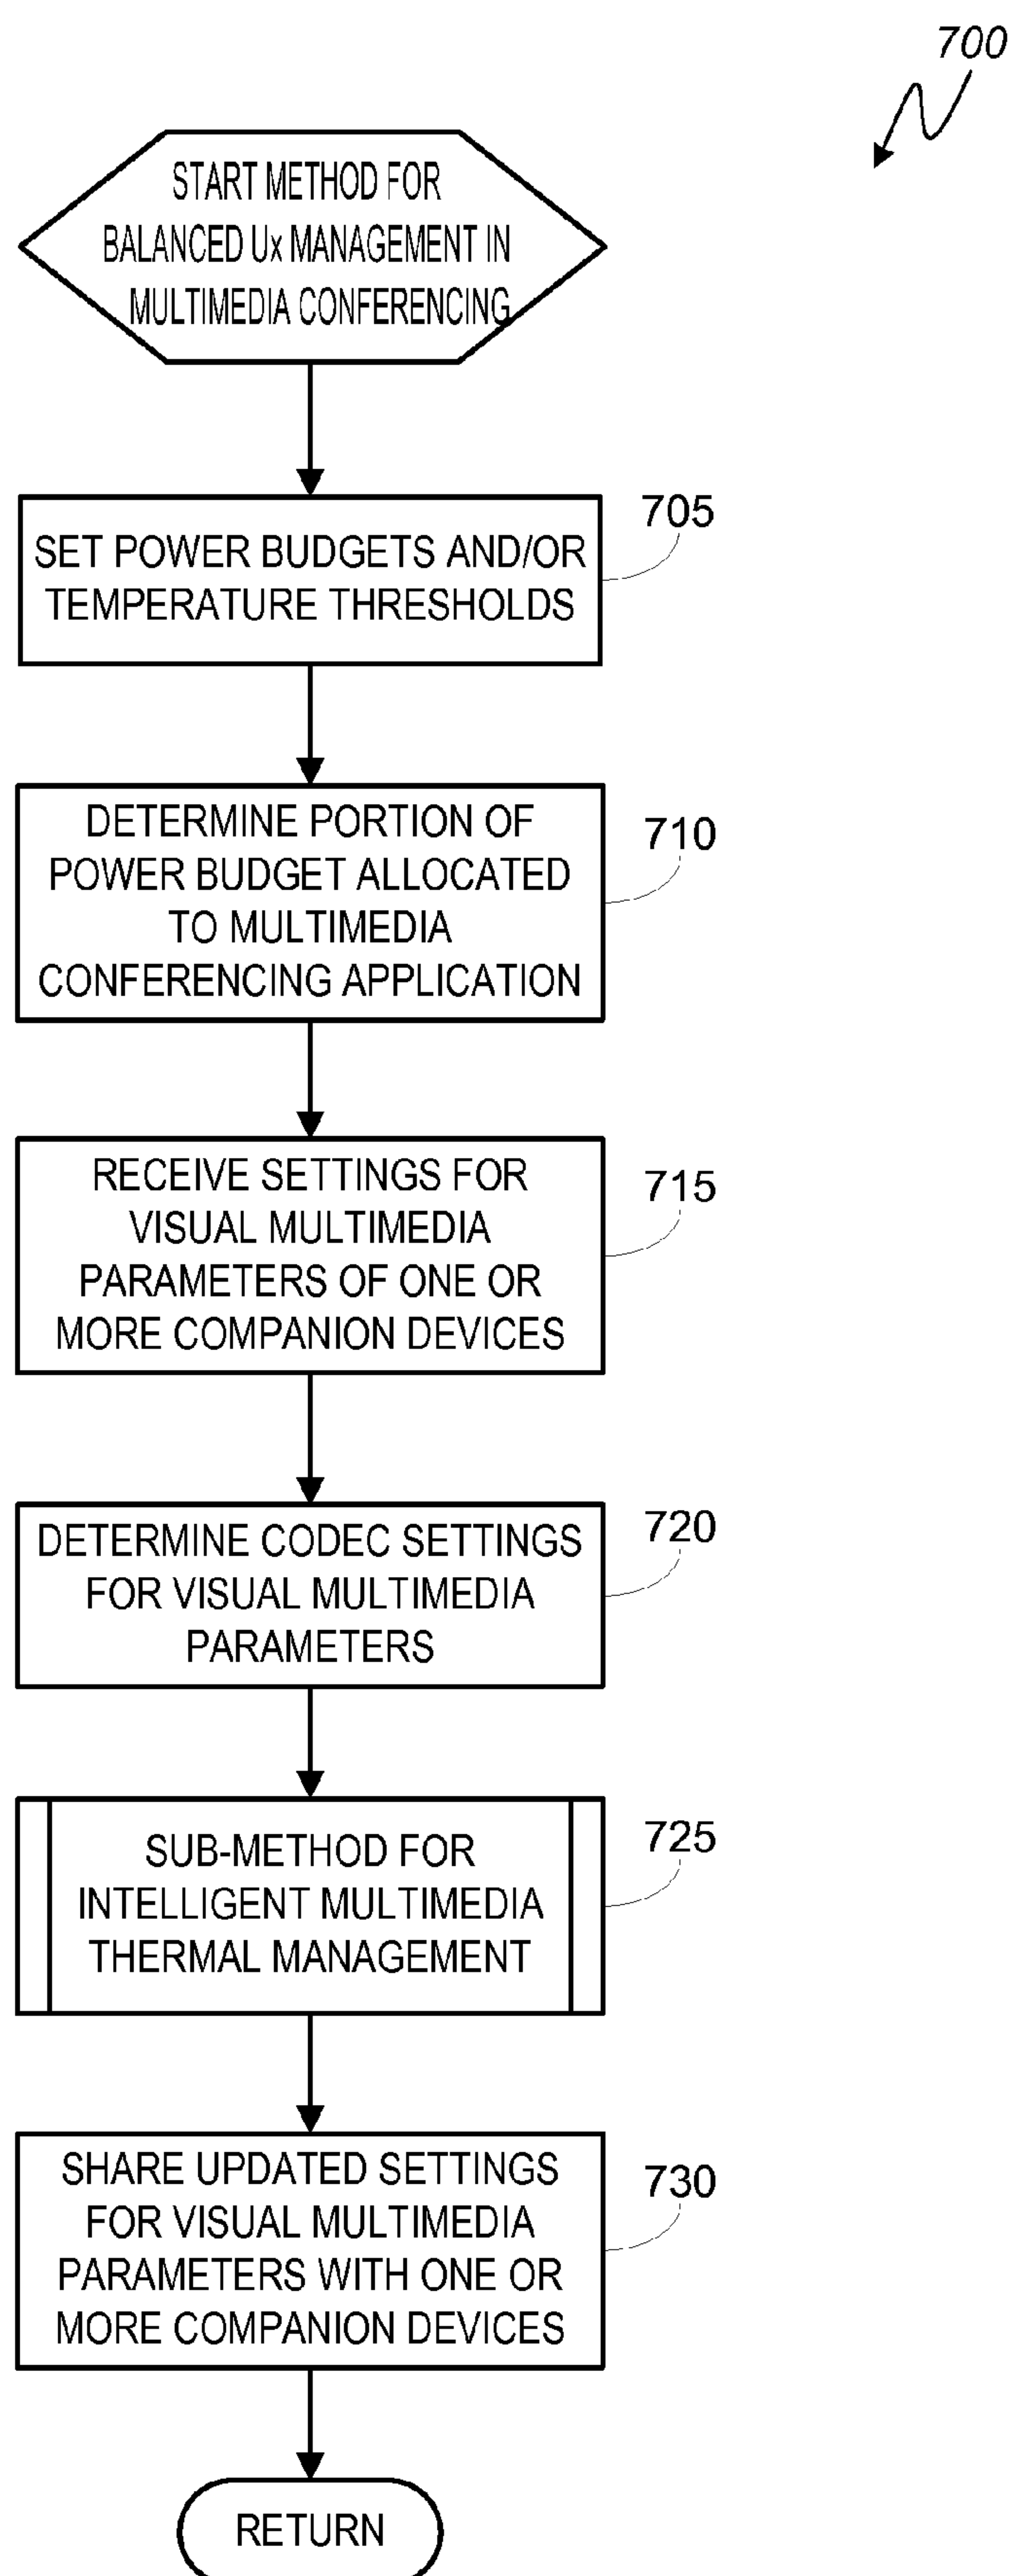 700
START METHOD FOR
BALANCED Ux MANAGEMENT IN
MULTIMEDIA CONFERENCING
SET POWER BUDGETS AND/OR
TEMPERATURE THRESHOLDS
705
DETERMINE PORTION OF
POWER BUDGET ALLOCATED
TO MULTIMEDIA
CONFERENCING APPLICATION
710
RECEIVE SETTINGS FOR
VISUAL MULTIMEDIA
PARAMETERS OF ONE OR
MORE COMPANION DEVICES
715
DETERMINE CODEC SETTINGS
FOR VISUAL MULTIMEDIA
PARAMETERS
720
SUB-METHOD FOR
INTELLIGENT MULTIMEDIA
THERMAL MANAGEMENT
725
SHARE UPDATED SETTINGS
FOR VISUAL MULTIMEDIA
PARAMETERS WITH ONE OR
MORE COMPANION DEVICES
730
RETURN